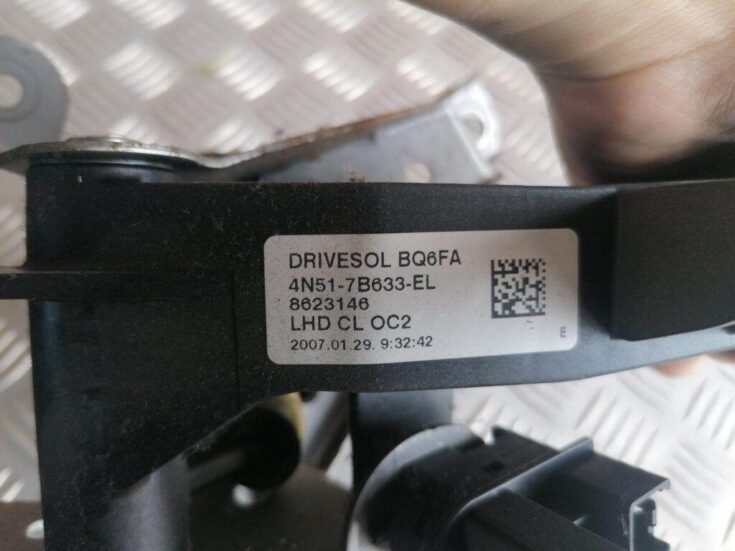 DRIVESOL BQ6FA
4N51-7B633-EL
8623146
LHD CL OC2
2007.01.29. 9:32:42